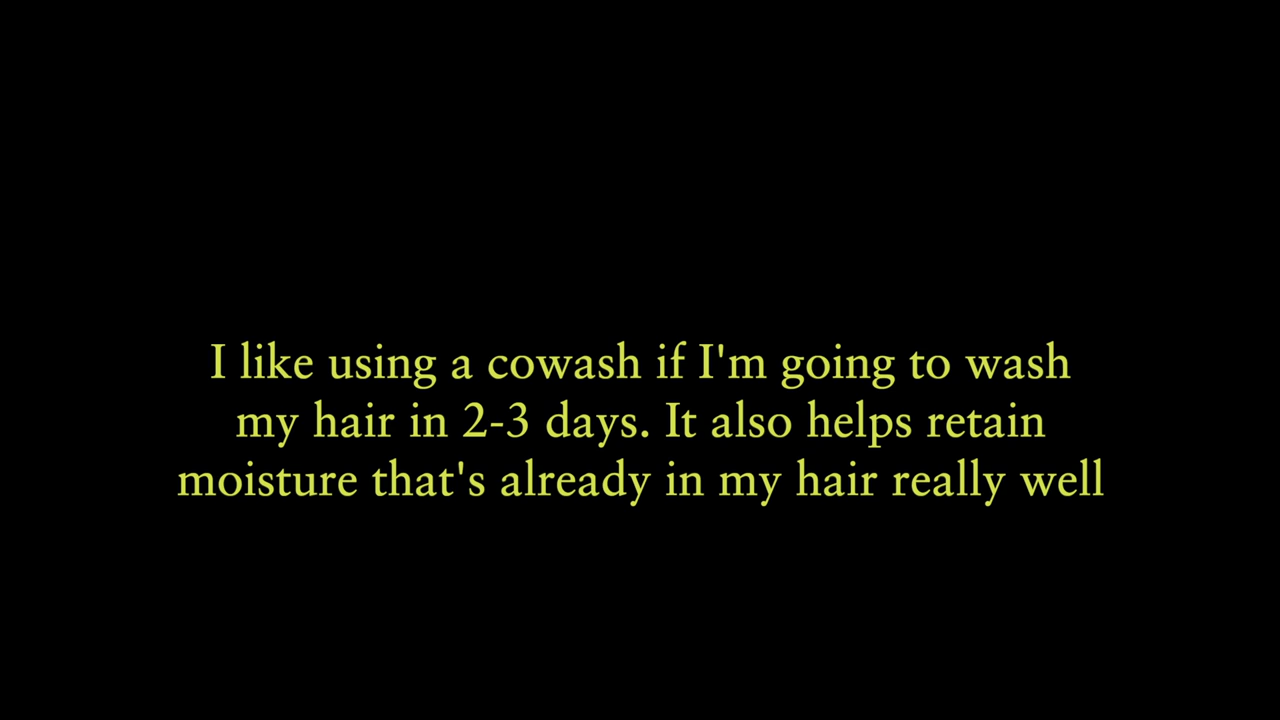 I like using a cowash if I'm going to wash
my hair in 2-3 days. It also helps retain
moisture that's already in my hair really well